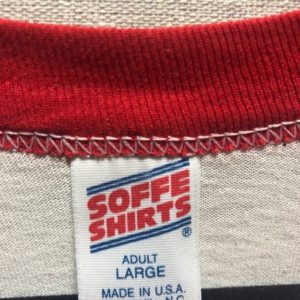 SOFFE
SHIRTS®
ADULT
LARGE
MADE IN U.S.A.
N.C.